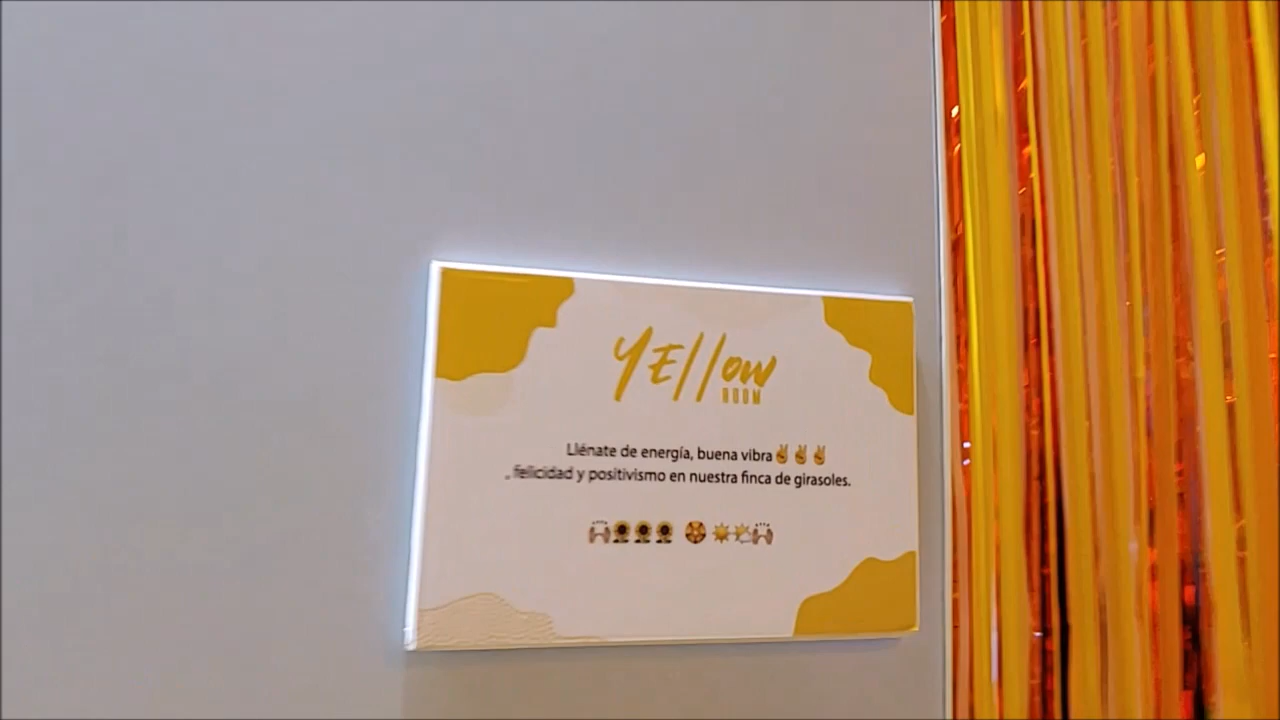 Yellow
ROOM
Llénate de energía, buena vibra✌✌✌
, felicidad y positivismo en nuestra finca de girasoles.